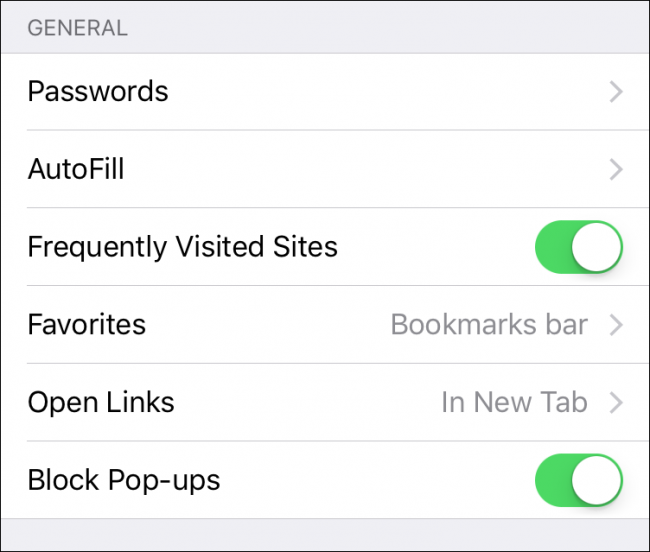 GENERAL
Passwords
AutoFill
Frequently Visited Sites
Favorites Bookmarks bar
Open Links In New Tab
Block Pop-ups